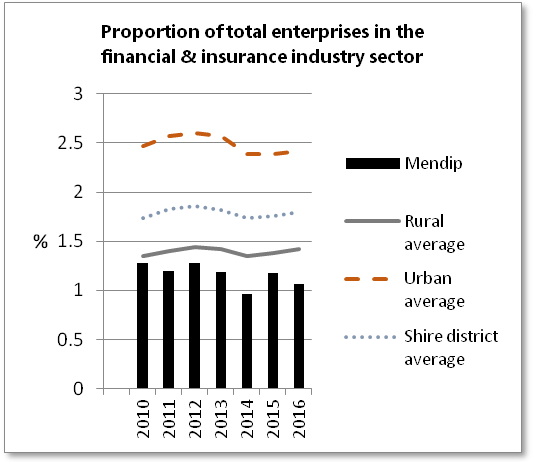 Proportion of total enterprises in the
financial & insurance industry sector
3
2.5
2
1.5
1
0.5
0
%
2010
2011
2012
2013
2014
2015
2016
Mendip
Rural
average
Urban
average
Shire district
average